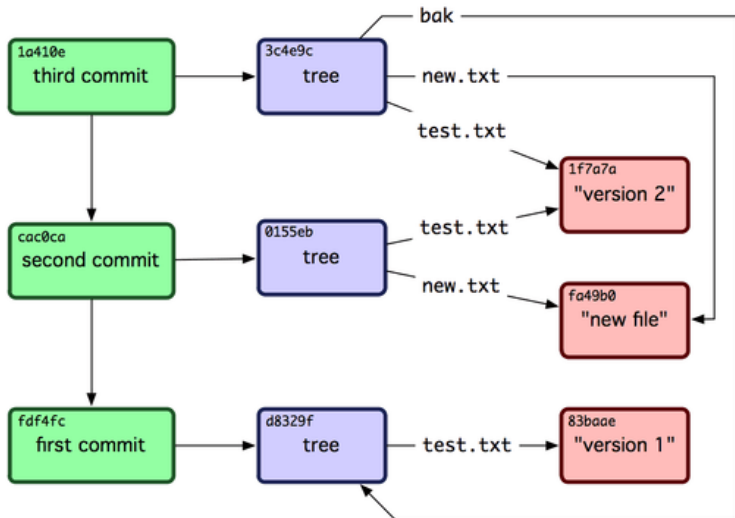 bak
1a410e
third commit
3c4e9c
tree
new.txt
test.txt
1f7a7a
"version 2"
cac0ca
second commit
0155eb
tree
test.txt
new.txt
fa49b0
"new file"
fdf4fc
first commit
d8329f
tree
test.txt
83baae
"version 1"